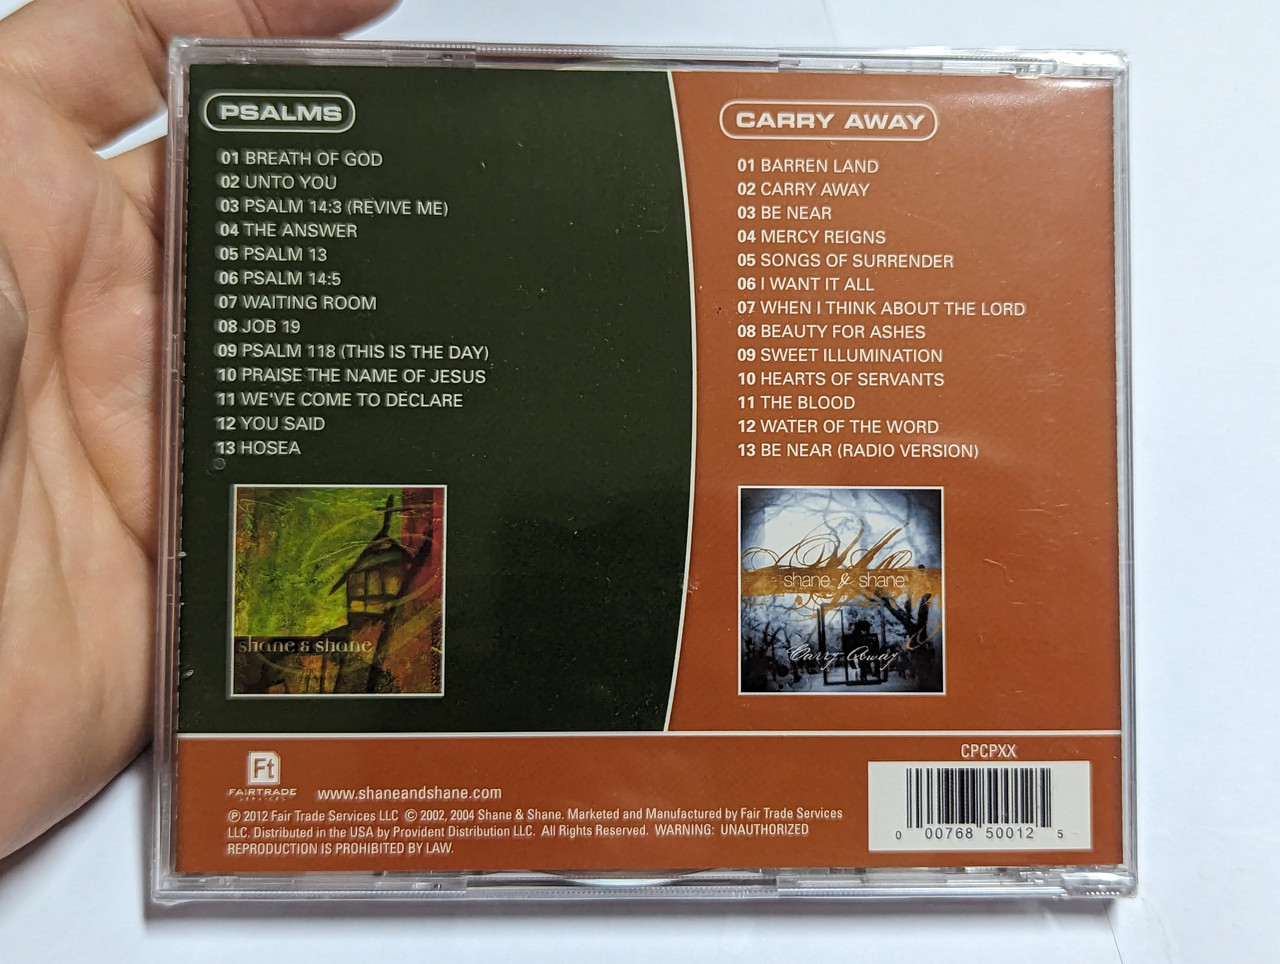 PSALMS
01 BREATH OF GOD
02 UNTO YOU
03 PSALM 14:3 (REVIVE ME)
04 THE ANSWER
05 PSALM 13
06 PSALM 14:5
07 WAITING ROOM
08 JOB 19
09 PSALM 118 (THIS IS THE DAY)
10 PRAISE THE NAME OF JESUS
11 WE'VE COME TO DECLARE
12 YOU SAID
13 HOSEA
shane & shane
CARRY AWAY
01 BARREN LAND
02 CARRY AWAY
03 BE NEAR
04 MERCY REIGNS
05 SONGS OF SURRENDER
06 I WANT IT ALL
07 WHEN I THINK ABOUT THE LORD
08 BEAUTY FOR ASHES
09 SWEET ILLUMINATION
10 HEARTS OF SERVANTS
11 THE BLOOD
12 WATER OF THE WORD
13 BE NEAR (RADIO VERSION)
shane & shane
Carry Away
Ft
FAIRTRADE
SERVICES
www.shaneandshane.com
℗ 2012 Fair Trade Services LLC © 2002, 2004 Shane & Shane. Marketed and Manufactured by Fair Trade Services
LLC. Distributed in the USA by Provident Distribution LLC. All Rights Reserved. WARNING: UNAUTHORIZED
REPRODUCTION IS PROHIBITED BY LAW.
CPCPXX
0 00768 50012 5